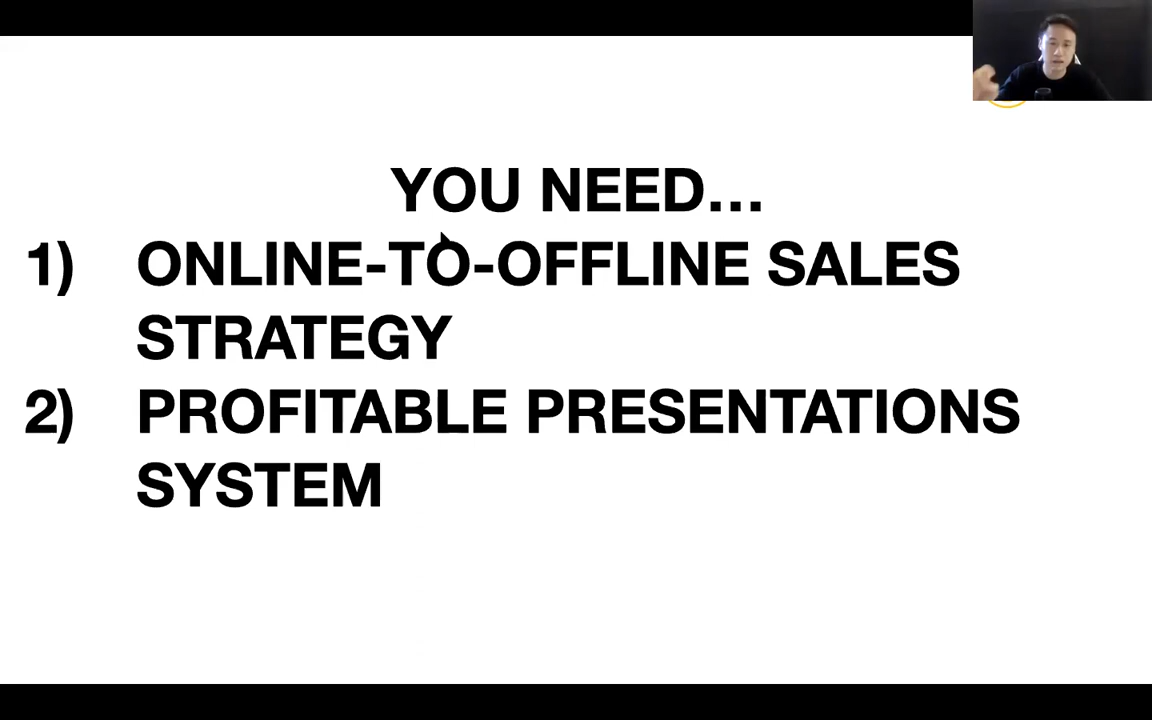 YOU NEED...
1) ONLINE-TO-OFFLINE SALES
STRATEGY
2) PROFITABLE PRESENTATIONS
SYSTEM